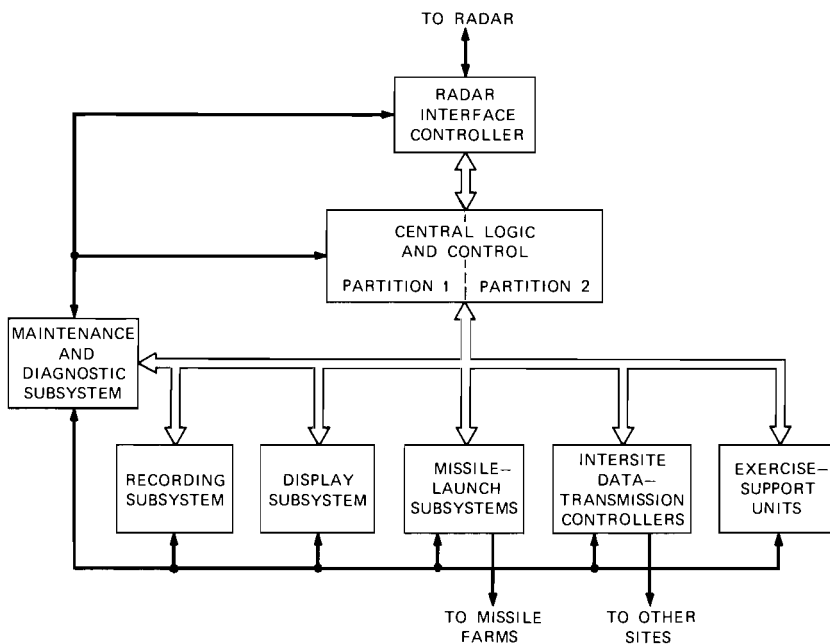 TO RADAR
RADAR
INTERFACE
CONTROLLER
CENTRAL LOGIC
AND CONTROL
PARTITION 1
PARTITION 2
MAINTENANCE
AND
DIAGNOSTIC
SUBSYSTEM
RECORDING
SUBSYSTEM
DISPLAY
SUBSYSTEM
MISSILE—
LAUNCH
SUBSYSTEMS
INTERSITE
DATA—
TRANSMISSION
CONTROLLERS
EXERCISE—
SUPPORT
UNITS
TO MISSILE
FARMS
TO OTHER
SITES